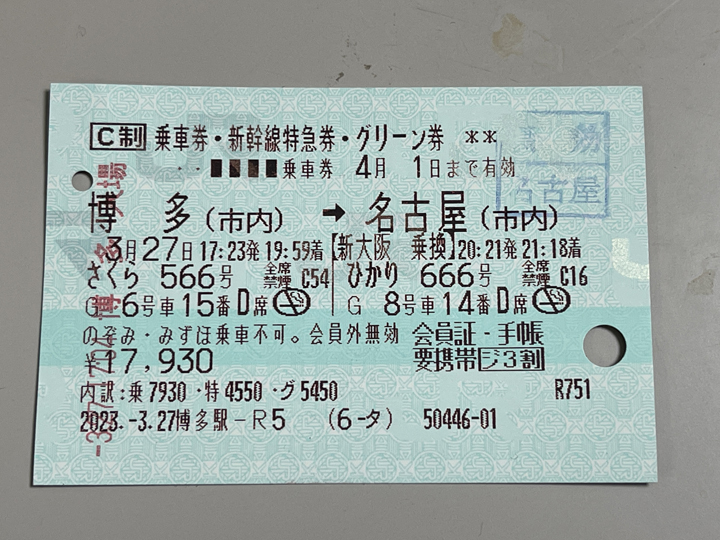 C制 乗車券・新幹線特急券・グリーン券 **
・・■■■■乗車券 4月 1日まで有効
博 多(市内) ➡ 名古屋(市内)
3月27日 17:23発 19:59着【新大阪 乗換】20:21発 21:18着
さくら 566号 全席禁煙 C54 ひかり 666号 全席禁煙 C16
G 6号車15番D席 G 8号車14番D席
のぞみ・みずほ乗車不可。会員外無効 会員証・手帳
¥17,930 要携帯 ジ3割
内訳:乗7930・特4550・グ5450 R751
2023.-3.27博多駅-R5 (6-タ) 50446-01
名古屋